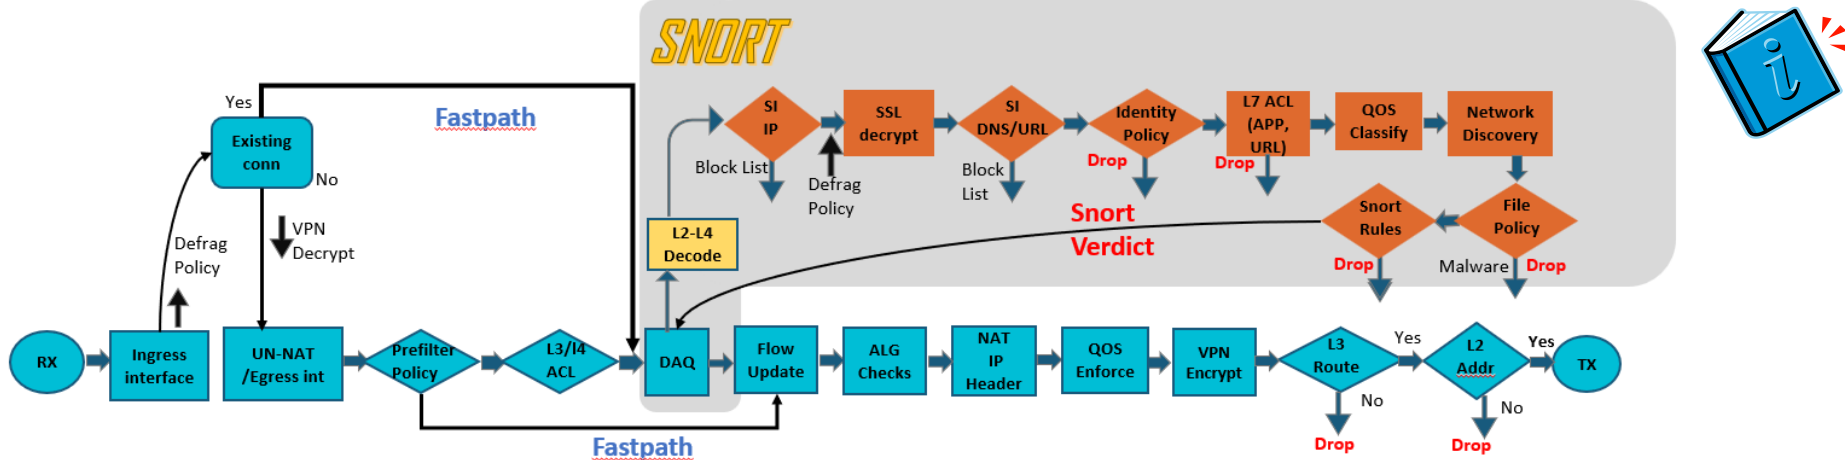 SNORT
i
Yes
Fastpath
Existing
conn
No
VPN
Decrypt
Defrag
Policy
SI
IP
Block List
Defrag
Policy
SSL
decrypt
SI
DNS/URL
Block
List
Identity
Policy
Drop
L7 ACL
(APP,
URL)
Drop
QOS
Classify
Network
Discovery
File
Policy
Malware
Drop
Snort
Rules
Drop
Snort
Verdict
L2-L4
Decode
RX
Ingress
interface
UN-NAT
/Egress int
Prefilter
Policy
L3/l4
ACL
DAQ
Flow
Update
ALG
Checks
NAT
IP
Header
QOS
Enforce
VPN
Encrypt
L3
Route
Yes
No
Drop
L2
Addr
Yes
No
Drop
TX
Fastpath